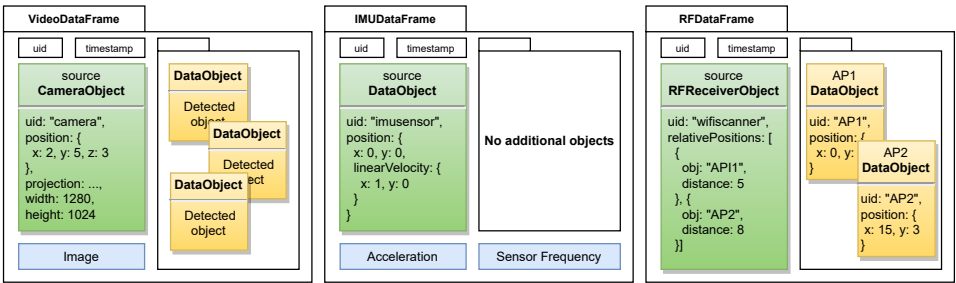 VideoDataFrame
uid
timestamp
source
CameraObject
uid: "camera",
position: {
x: 2, y: 5, z: 3
},
projection: ...,
width: 1280,
height: 1024
DataObject
Detected
object
DataObject
Detected
DataObject
Detected
object
Image
IMUDataFrame
uid
timestamp
source
DataObject
uid: "imusensor",
position: {
x: 0, y: 0,
linearVelocity: {
x: 1, y: 0
}
}
No additional objects
Acceleration
Sensor Frequency
RFDataFrame
uid
timestamp
source
RFReceiverObject
uid: "wifiscanner",
relativePositions: [
{
obj: "API1",
distance: 5
}, {
obj: "AP2",
distance: 8
}]
AP1
DataObject
uid: "AP1",
position: {
x: 0, y:
}
AP2
DataObject
uid: "AP2",
position: {
x: 15, y: 3
}